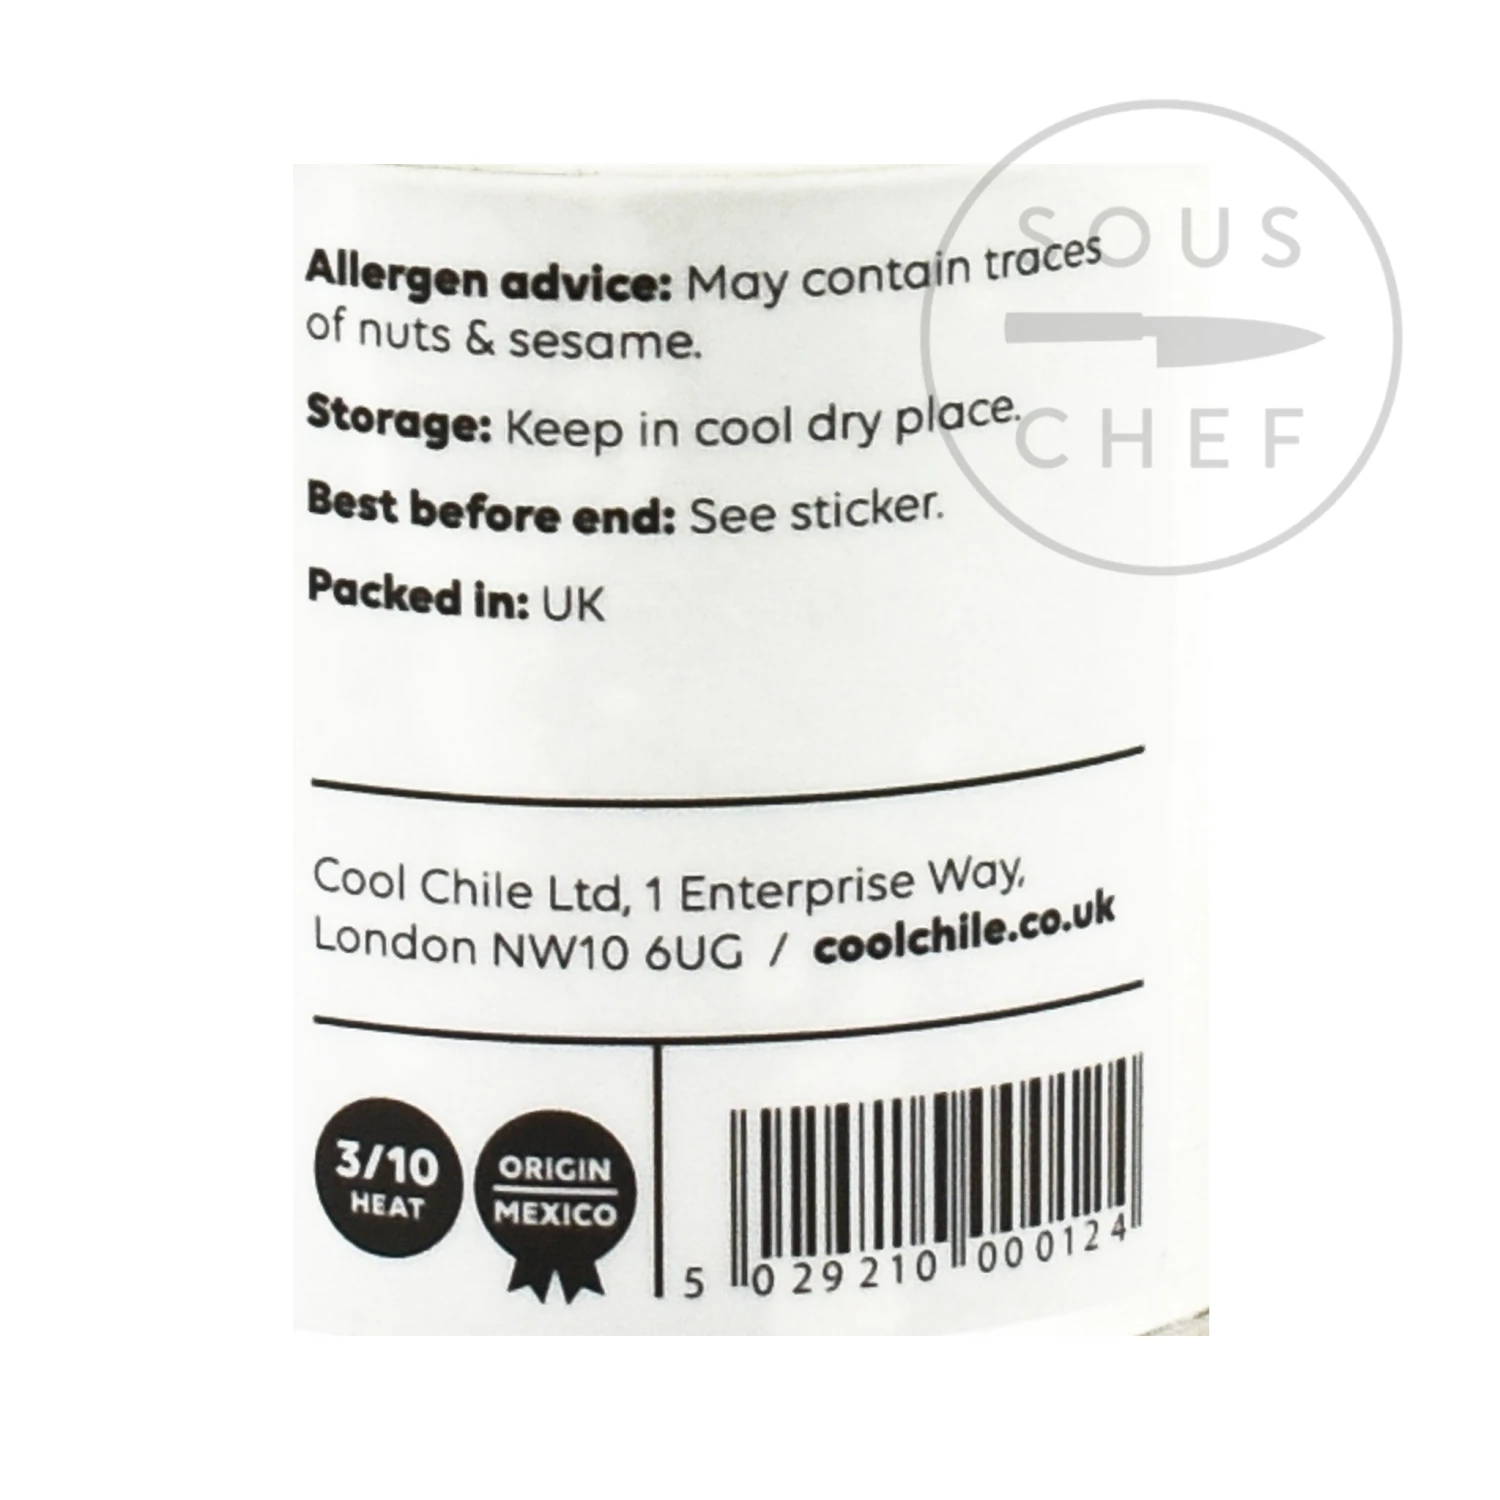 SOUS
CHEF
Allergen advice: May contain traces
of nuts & sesame.
Storage: Keep in cool dry place.
Best before end: See sticker.
Packed in: UK
Cool Chile Ltd, 1 Enterprise Way,
London NW10 6UG / coolchile.co.uk
3/10
HEAT
ORIGIN
MEXICO
5 029210 000124